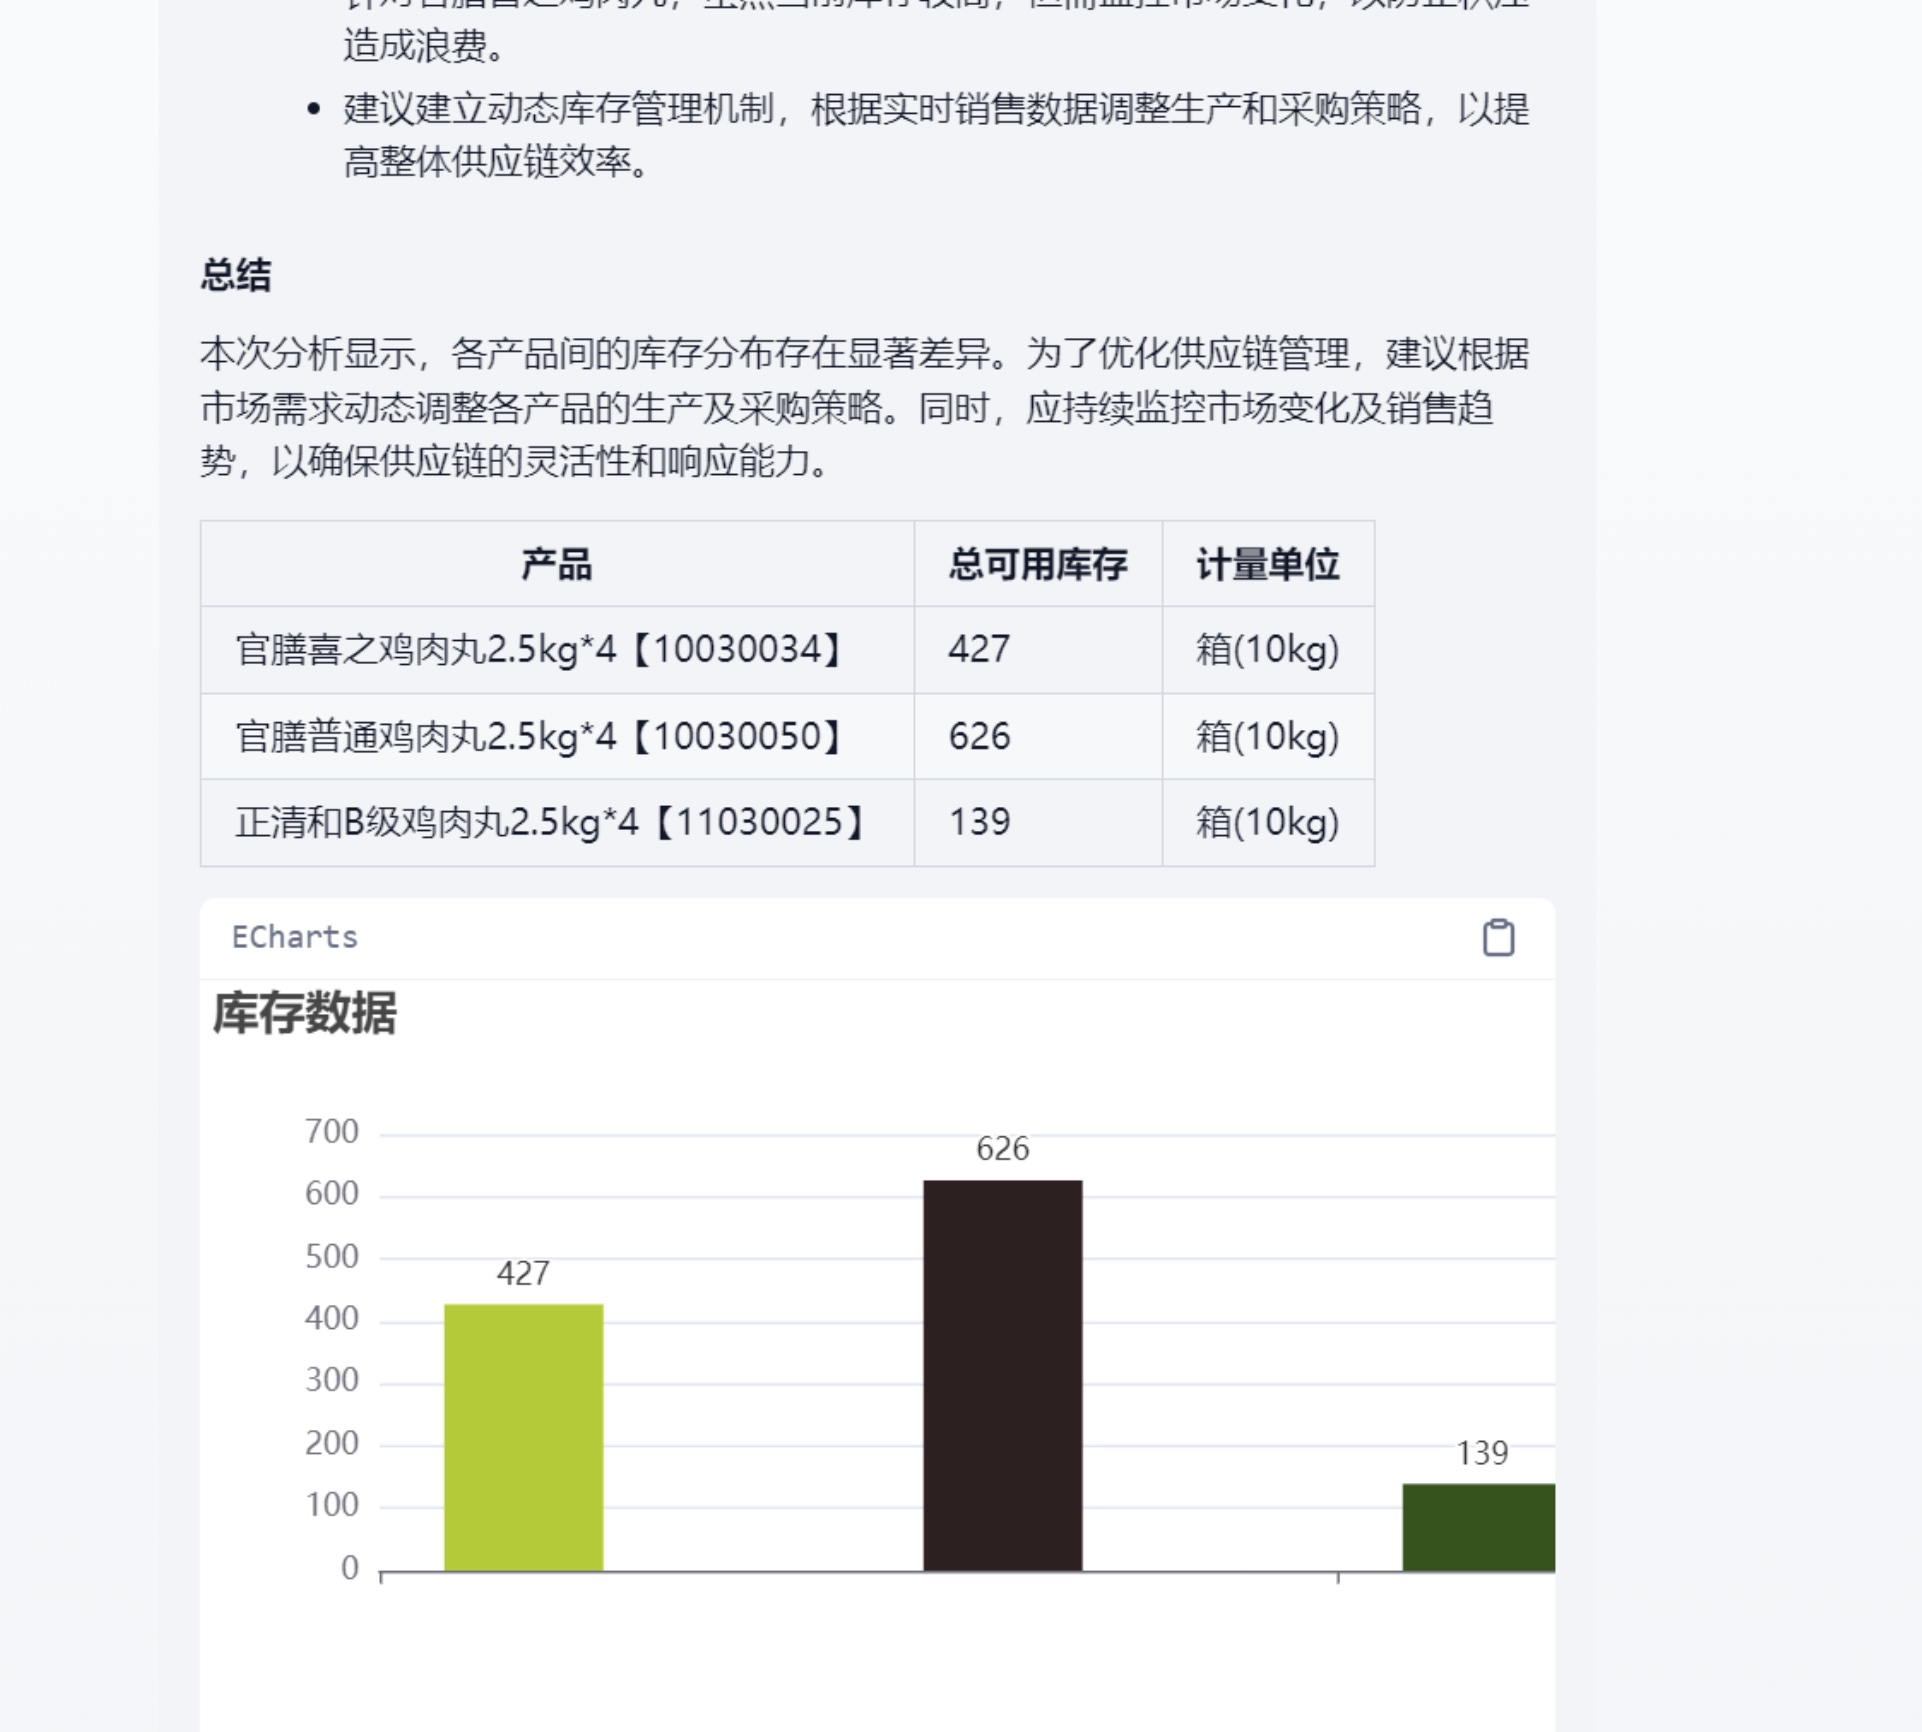 造成浪费。
• 建议建立动态库存管理机制，根据实时销售数据调整生产和采购策略，以提
高整体供应链效率。
总结
本次分析显示，各产品间的库存分布存在显著差异。为了优化供应链管理，建议根据
市场需求动态调整各产品的生产及采购策略。同时，应持续监控市场变化及销售趋
势，以确保供应链的灵活性和响应能力。
产品 总可用库存 计量单位
官膳喜之鸡肉丸2.5kg*4【10030034】 427 箱(10kg)
官膳普通鸡肉丸2.5kg*4【10030050】 626 箱(10kg)
正清和B级鸡肉丸2.5kg*4【11030025】 139 箱(10kg)
ECharts
库存数据
700
626
600
500
427
400
300
200
139
100
0